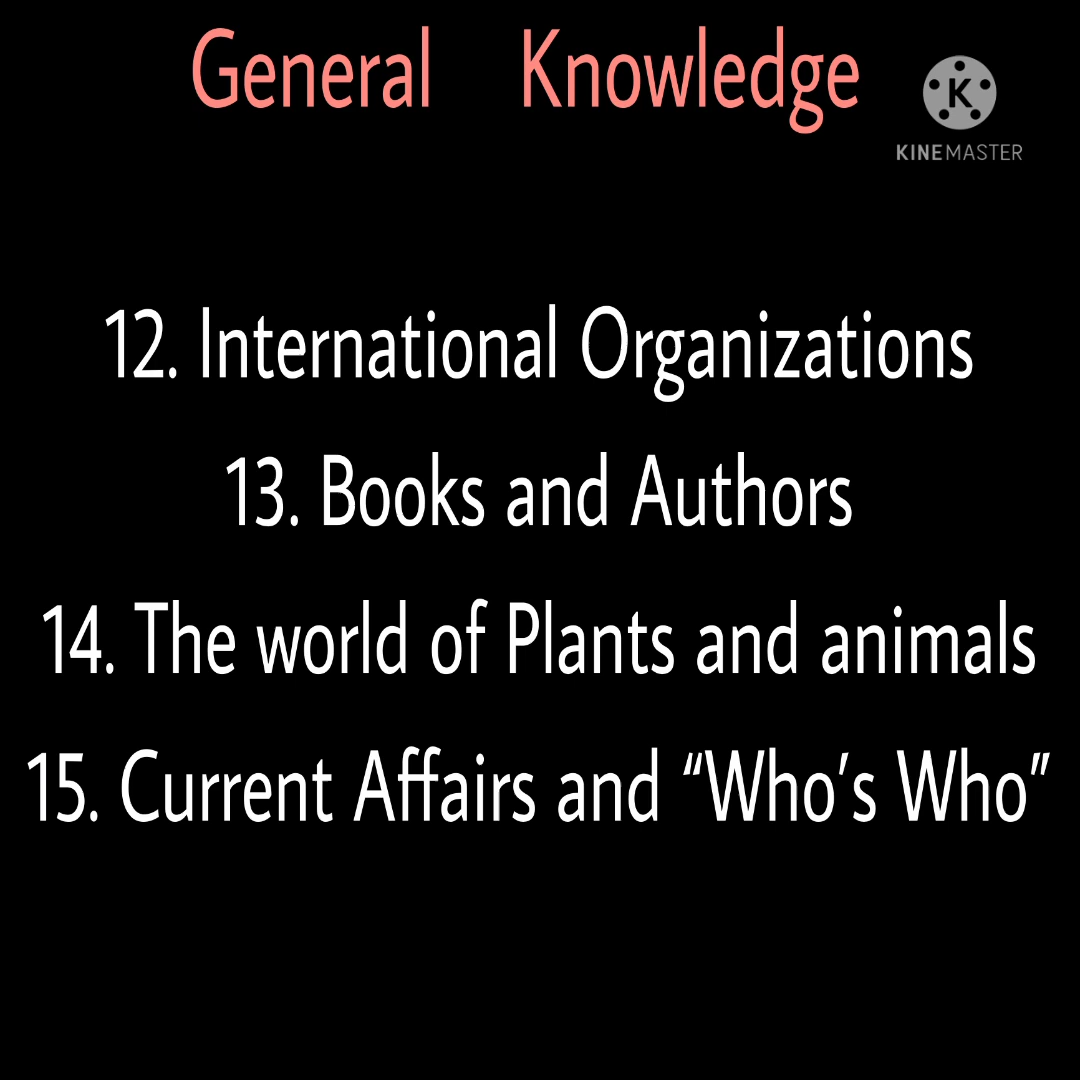 General Knowledge
K
KINEMASTER
12. International Organizations
13. Books and Authors
14. The world of Plants and animals
15. Current Affairs and “Who’s Who”